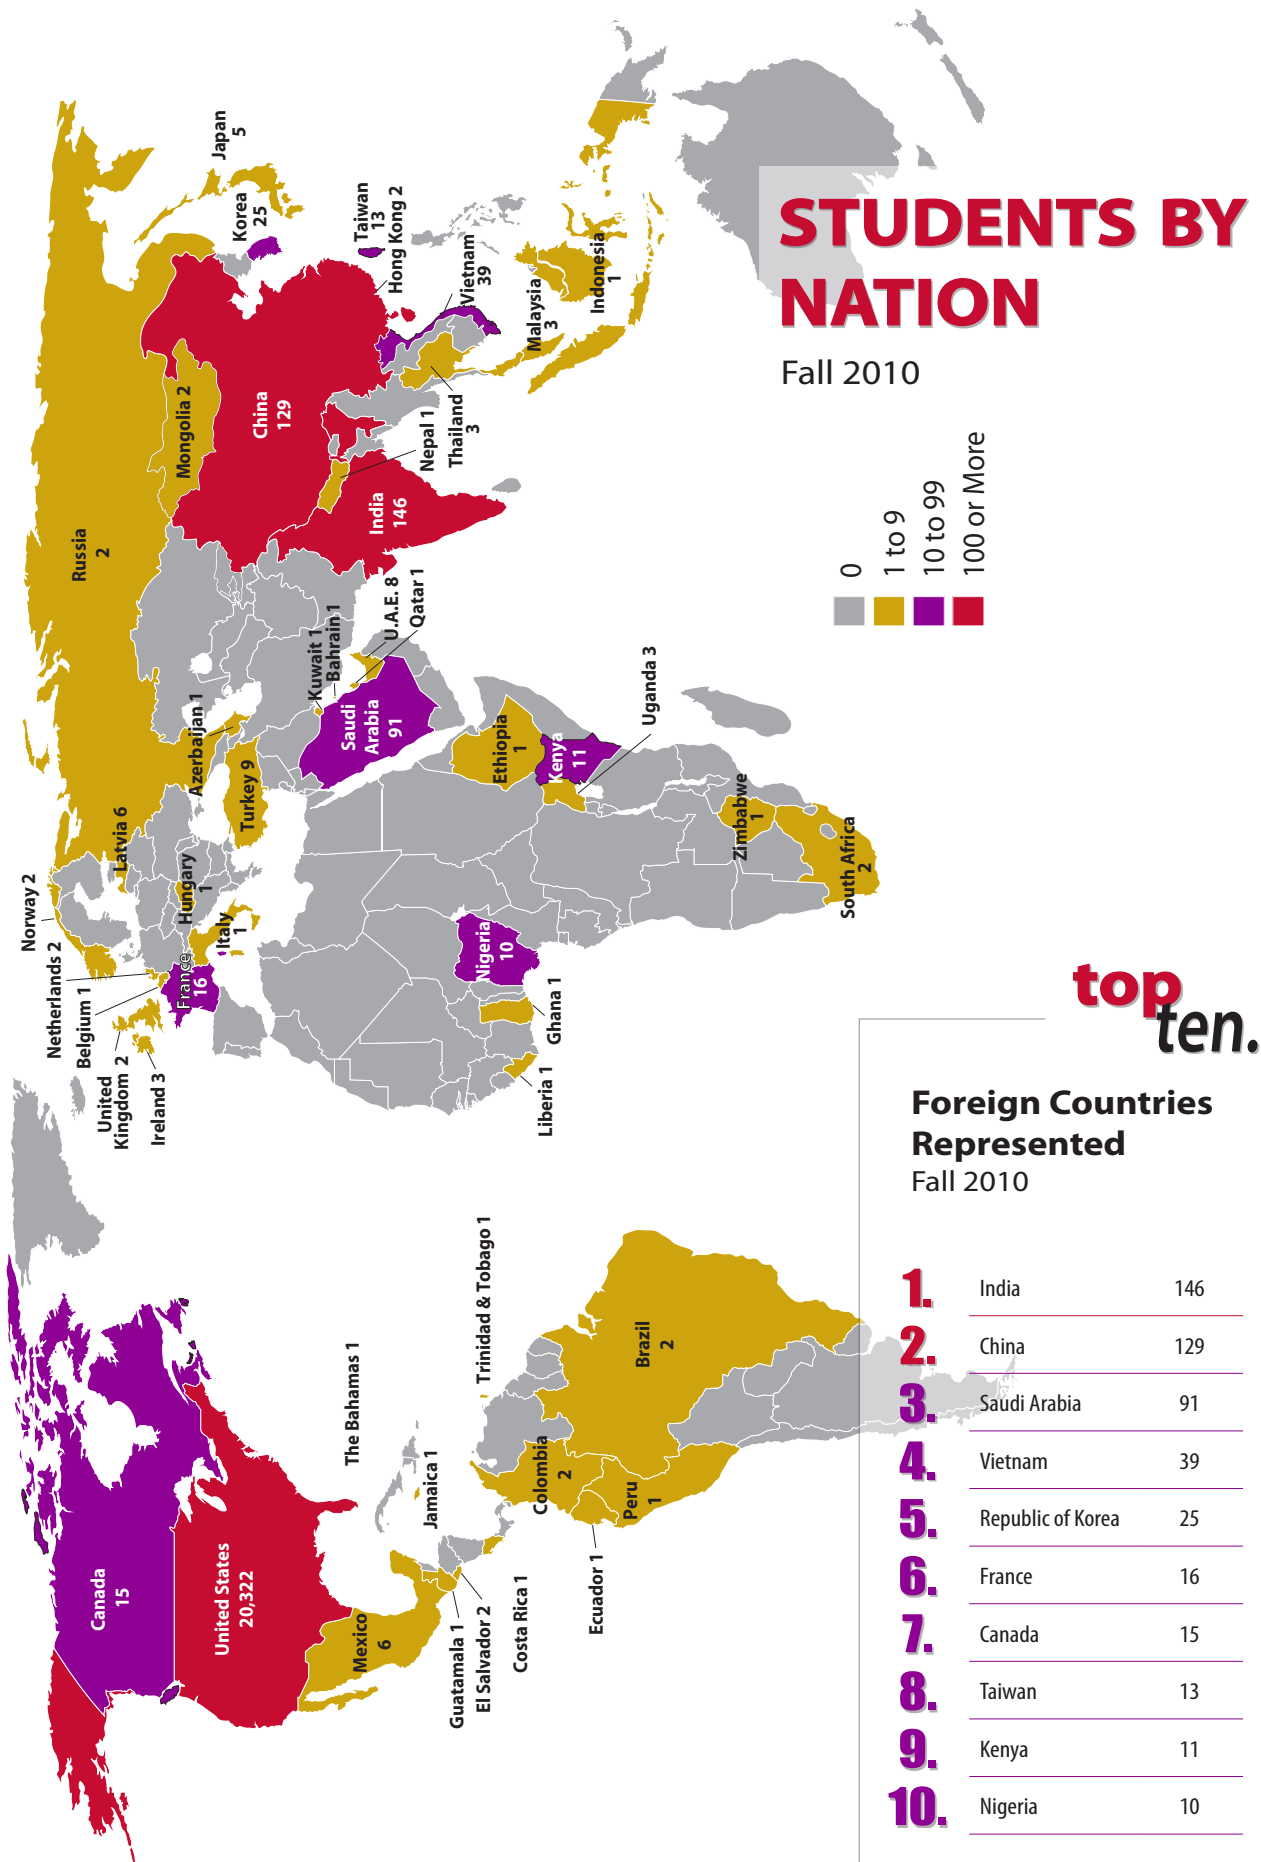 STUDENTS BY
NATION
Fall 2010
0
1 to 9
10 to 99
100 or More
Japan
5
Korea
25
Taiwan
13
Hong Kong 2
Vietnam
39
Malaysia
3
Indonesia
1
Mongolia 2
China
129
Nepal 1
Thailand
3
India
146
Russia
2
U.A.E. 8
Qatar 1
Kuwait 1
Bahrain 1
Saudi
Arabia
91
Azerbaijan 1
Turkey 9
Ethiopia
1
Kenya
11
Uganda 3
Zimbabwe
1
South Africa
2
Latvia 6
Hungary
1
Norway 2
Italy
1
Netherlands 2
Belgium 1
France
16
United
Kingdom 2
Ireland 3
Nigeria
10
Ghana 1
Liberia 1
Canada
15
United States
20,322
Mexico
6
The Bahamas 1
Jamaica 1
Trinidad & Tobago 1
Guatamala 1
El Salvador 2
Costa Rica 1
Colombia
2
Ecuador 1
Peru
1
Brazil
2
top
ten.
Foreign Countries
Represented
Fall 2010
1. India 146
2. China 129
3. Saudi Arabia 91
4. Vietnam 39
5. Republic of Korea 25
6. France 16
7. Canada 15
8. Taiwan 13
9. Kenya 11
10. Nigeria 10